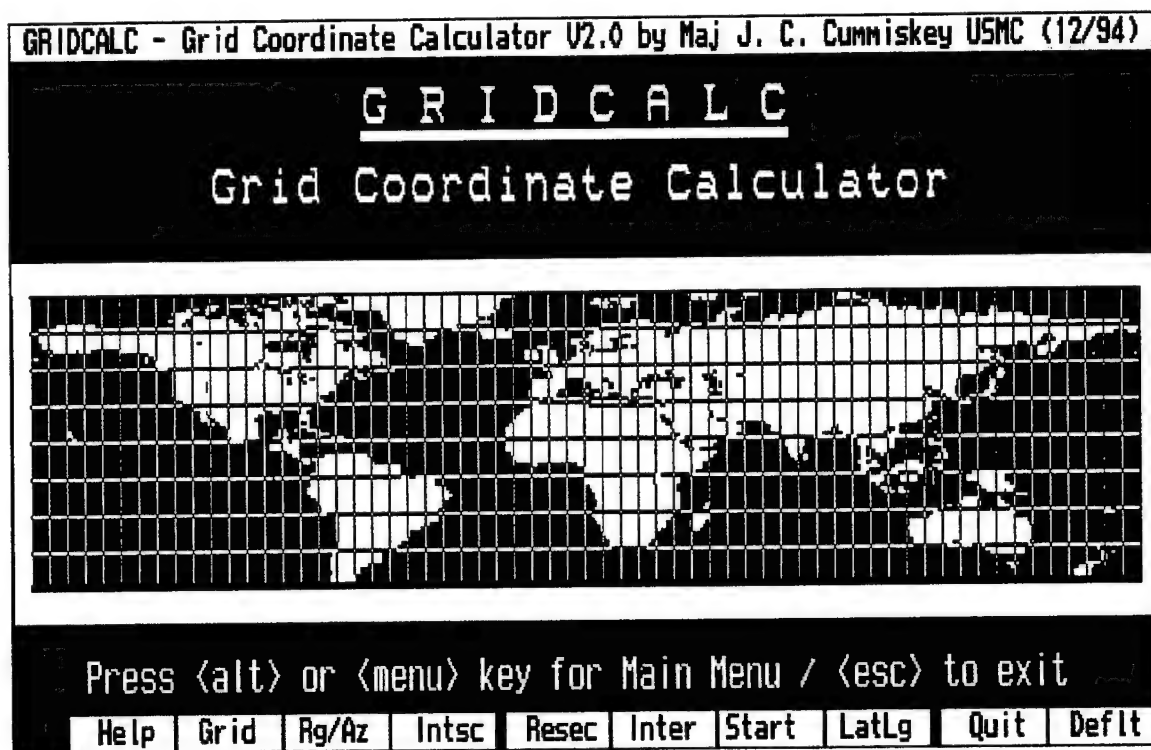 GRIDCALC - Grid Coordinate Calculator V2.0 by Maj J. C. Cummiskey USMC (12/94)
G R I D C A L C
Grid Coordinate Calculator
Press <alt> or <menu> key for Main Menu / <esc> to exit
Help Grid Rg/Az Intsc Resec Inter Start LatLg Quit Deflt